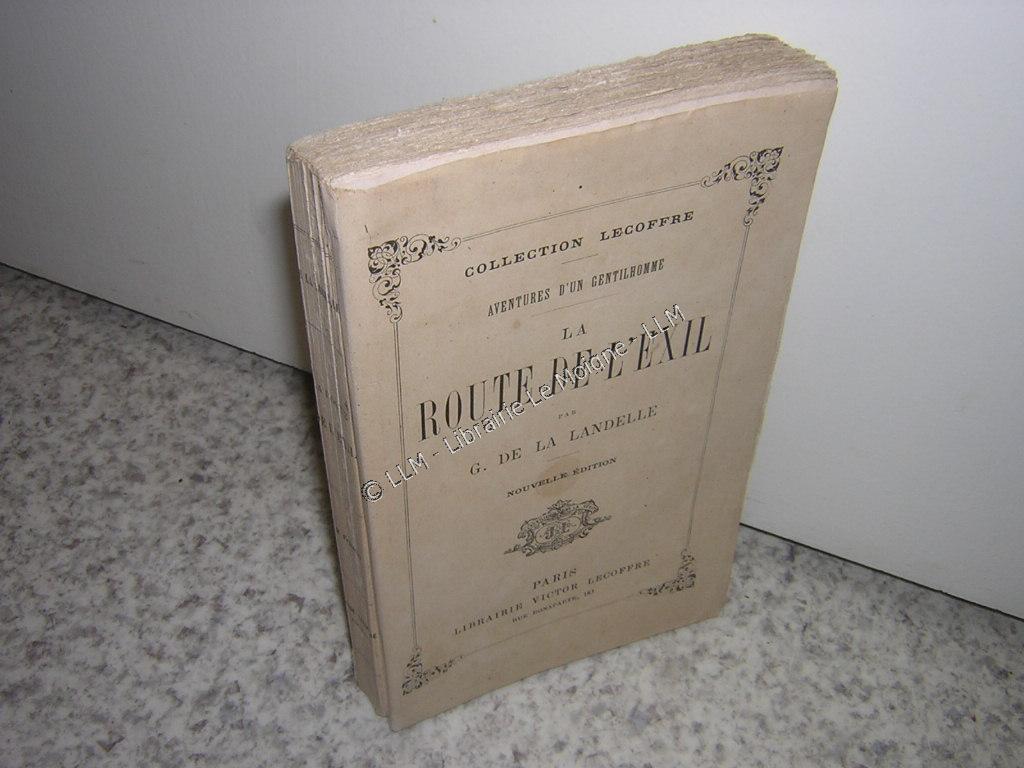 COLLECTION LECOFFRE
AVENTURES D'UN GENTILHOMME
LA
ROUTE DE L'EXIL
PAR
G. DE LA LANDELLE
NOUVELLE ÉDITION
PARIS
LIBRAIRIE VICTOR LECOFFRE
RUE BONAPARTE,
© LLM - Librairie Le Moigne - LLM